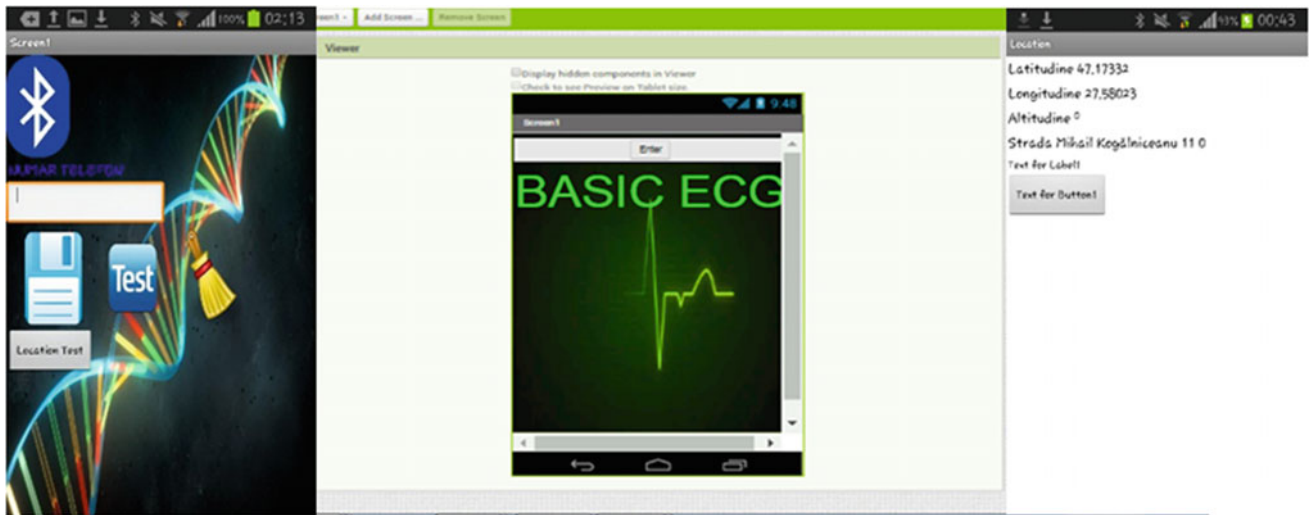 100% 02:13
Screen1
NUMAR TELEFON
Test
Location Test
Add Screen ...
Remove Screen
Viewer
Display hidden components in Viewer
Check to see Preview on Tablet size.
9:48
Screen1
Enter
BASIC ECG
00:43
Location
Latitudine 47,17332
Longitudine 27,58023
Altitudine 0
Strada Mihail Kogălniceanu 11 0
Text for Label1
Text for Button1